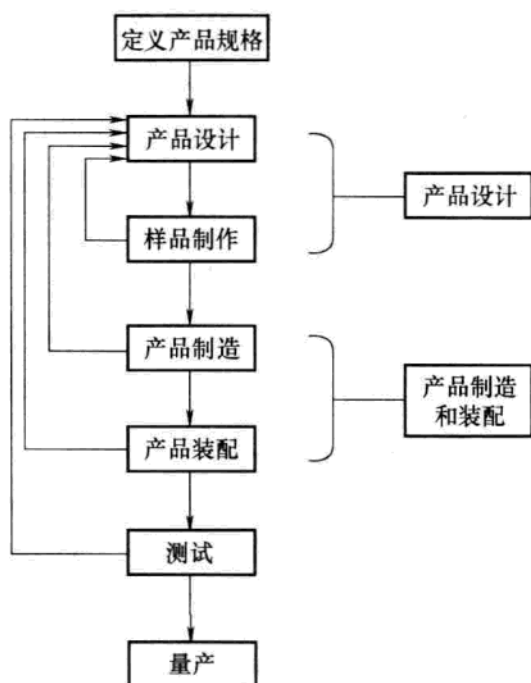 定义产品规格
产品设计
样品制作
产品制造
产品装配
测试
量产
产品设计
产品制造
和装配